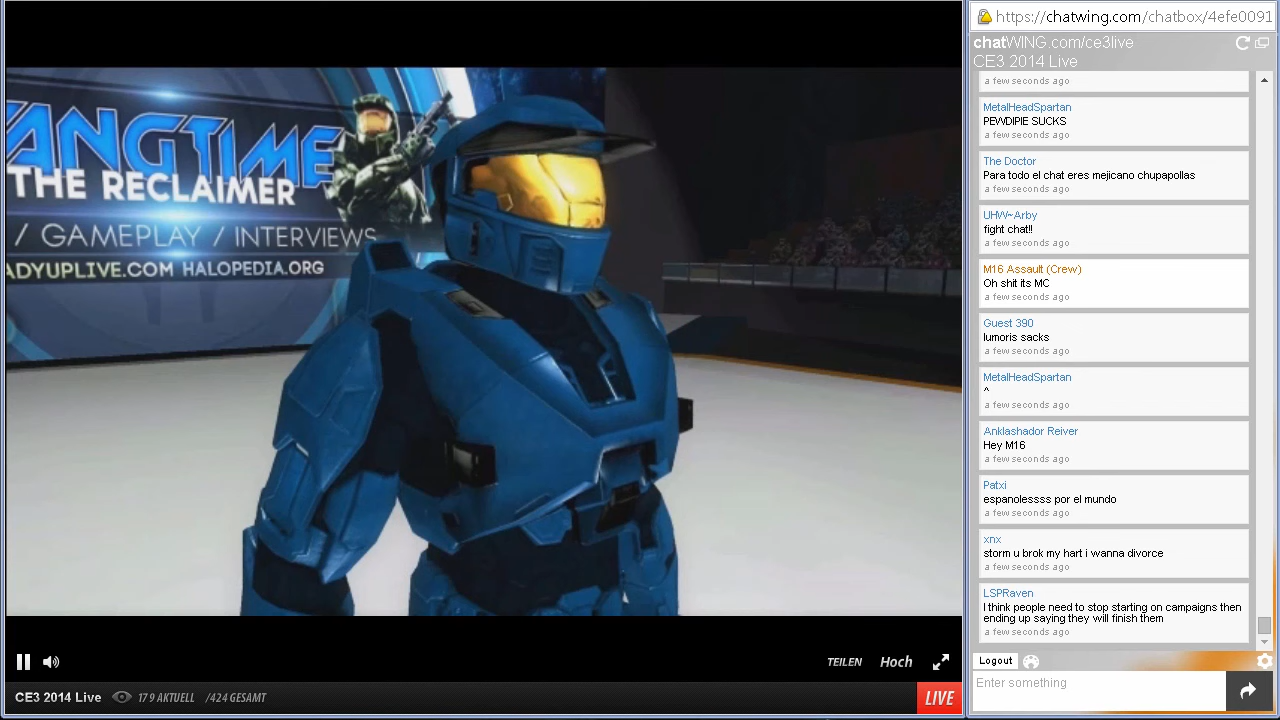 ANGTIME
THE RECLAIMER
/ GAMEPLAY / INTERVIEWS
ADYUPLIVE.COM HALOPEDIA.ORG
TEILEN
Hoch
CE3 2014 Live
179 AKTUELL
/424 GESAMT
LIVE
https://chatwing.com/chatbox/4efe0091
chatWING.com/ce3live
CE3 2014 Live
a few seconds ago
MetalHeadSpartan
PEWDIPIE SUCKS
a few seconds ago
The Doctor
Para todo el chat eres mejicano chupapollas
a few seconds ago
UHW~Arby
fight chat!!
a few seconds ago
M16 Assault (Crew)
Oh shit its MC
a few seconds ago
Guest 390
lumoris sacks
a few seconds ago
MetalHeadSpartan
^
a few seconds ago
Anklashador Reiver
Hey M16
a few seconds ago
Patxi
espanolessss por el mundo
a few seconds ago
xnx
storm u brok my hart i wanna divorce
a few seconds ago
LSPRaven
I think people need to stop starting on campaigns then
ending up saying they will finish them
a few seconds ago
Logout
Enter something